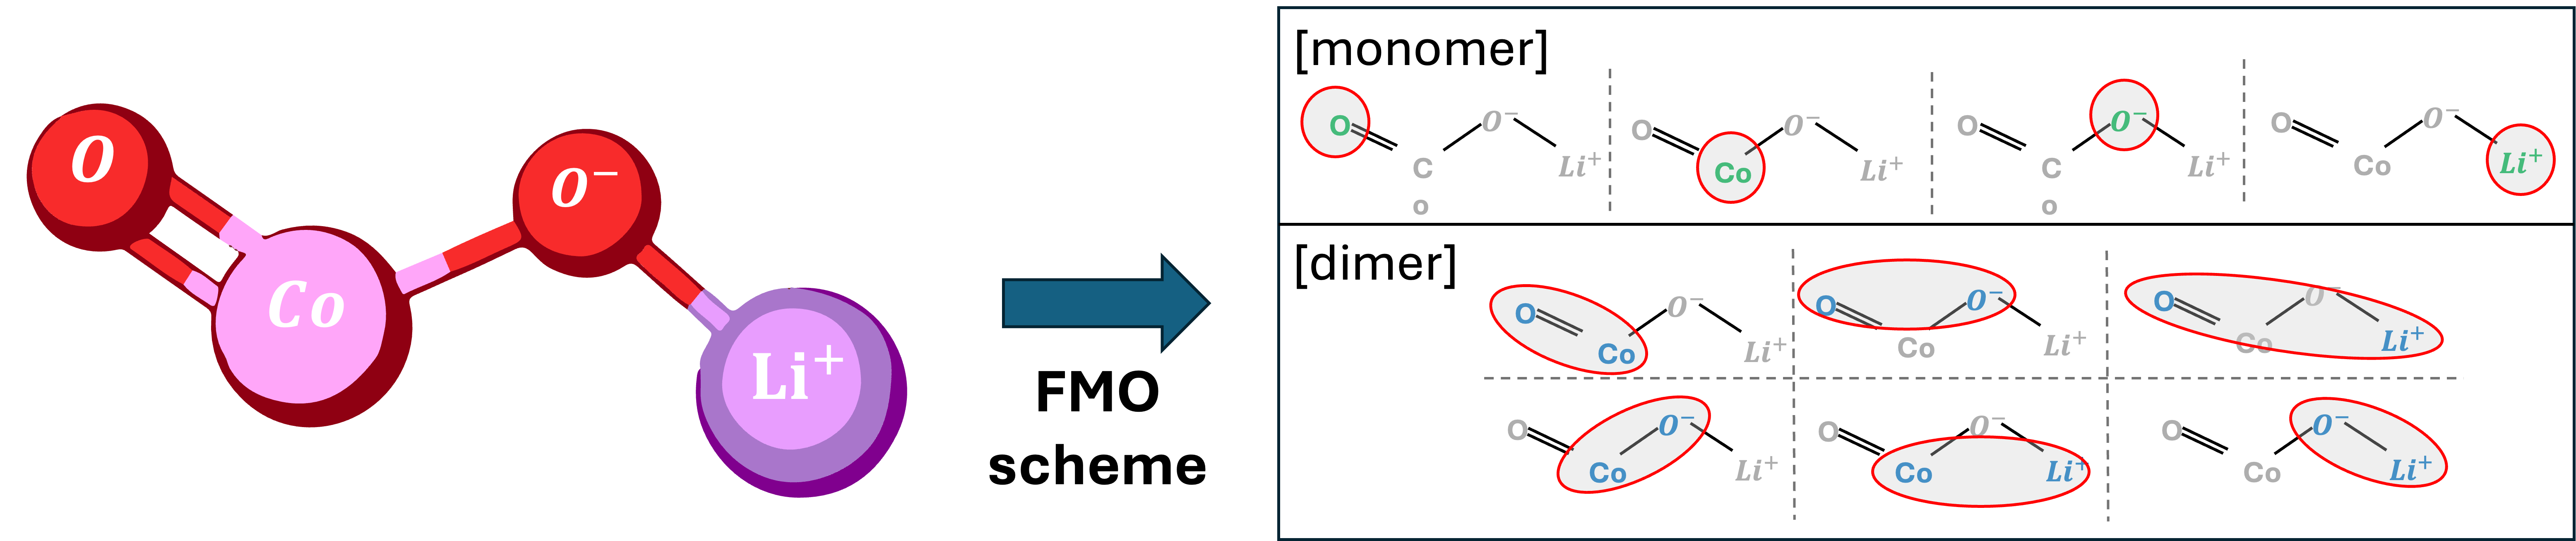 O
Co
O⁻
Li⁺
FMO
scheme
[monomer]
O C o O⁻ Li⁺
O Co O⁻ Li⁺
O C o O⁻ Li⁺
O Co O⁻ Li⁺
[dimer]
O Co O⁻ Li⁺
O Co O⁻ Li⁺
O Co O⁻ Li⁺
O Co O⁻ Li⁺
O Co O⁻ Li⁺
O Co O⁻ Li⁺